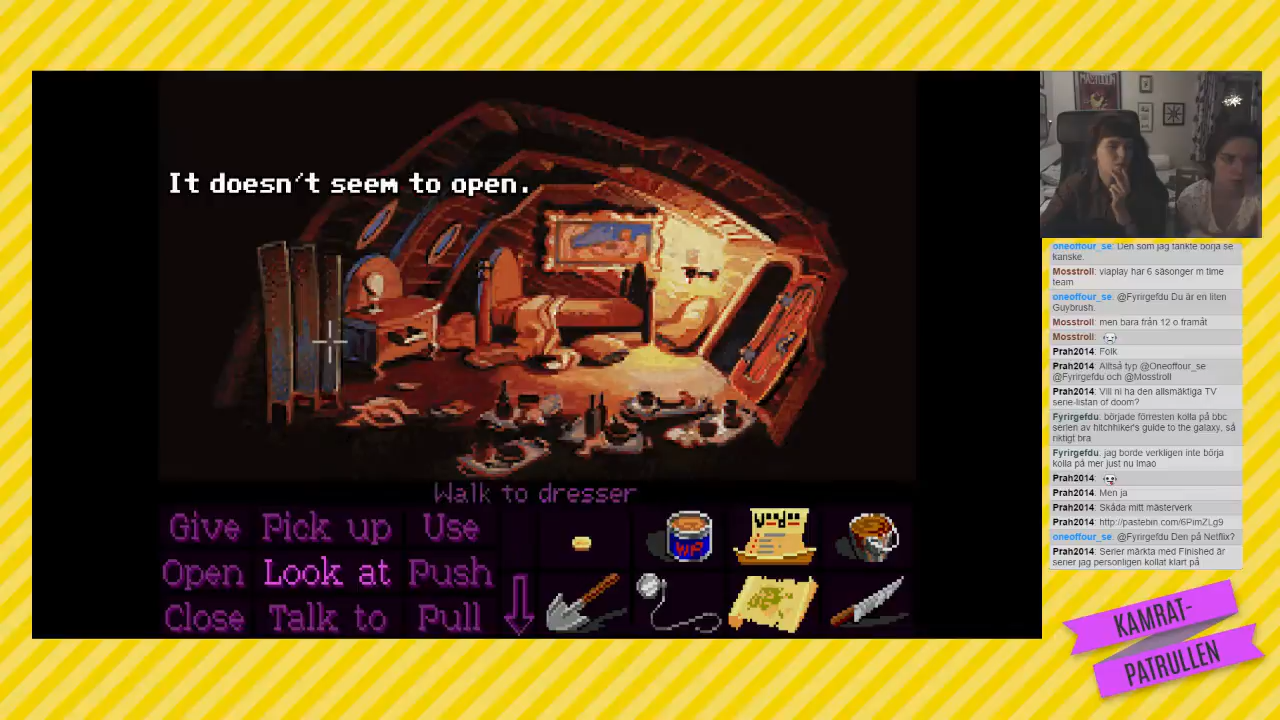 It doesn't seem to open.
Walk to dresser
Give Pick up Use
Open Look at Push
Close Talk to Pull
WP
oneoffour_se: Den som jag tänkte börja se
kanske.
Mosstroll: viaplay har 6 säsonger m time
team
oneoffour_se: @Fyrirgefdu Du är en liten
Guybrush.
Mosstroll: men bara från 12 o framåt
Mosstroll:
Prah2014: Folk
Prah2014: Alltså typ @Oneoffour_se
@Fyrirgefdu och @Mosstroll
Prah2014: Vill ni ha den allsmäktiga TV
serie-listan of doom?
Fyrirgefdu: började förresten kolla på bbc
serien av hitchhiker's guide to the galaxy, så
riktigt bra
Fyrirgefdu: jag borde verkligen inte börja
kolla på mer just nu lmao
Prah2014:
Prah2014: Men ja
Prah2014: Skåda mitt mästerverk
Prah2014: http://pastebin.com/6PimZLg9
oneoffour_se: @Fyrirgefdu Den på Netflix?
Prah2014: Serier märkta med Finished är
serier jag personligen kollat klart på
KAMRAT-
PATRULLEN